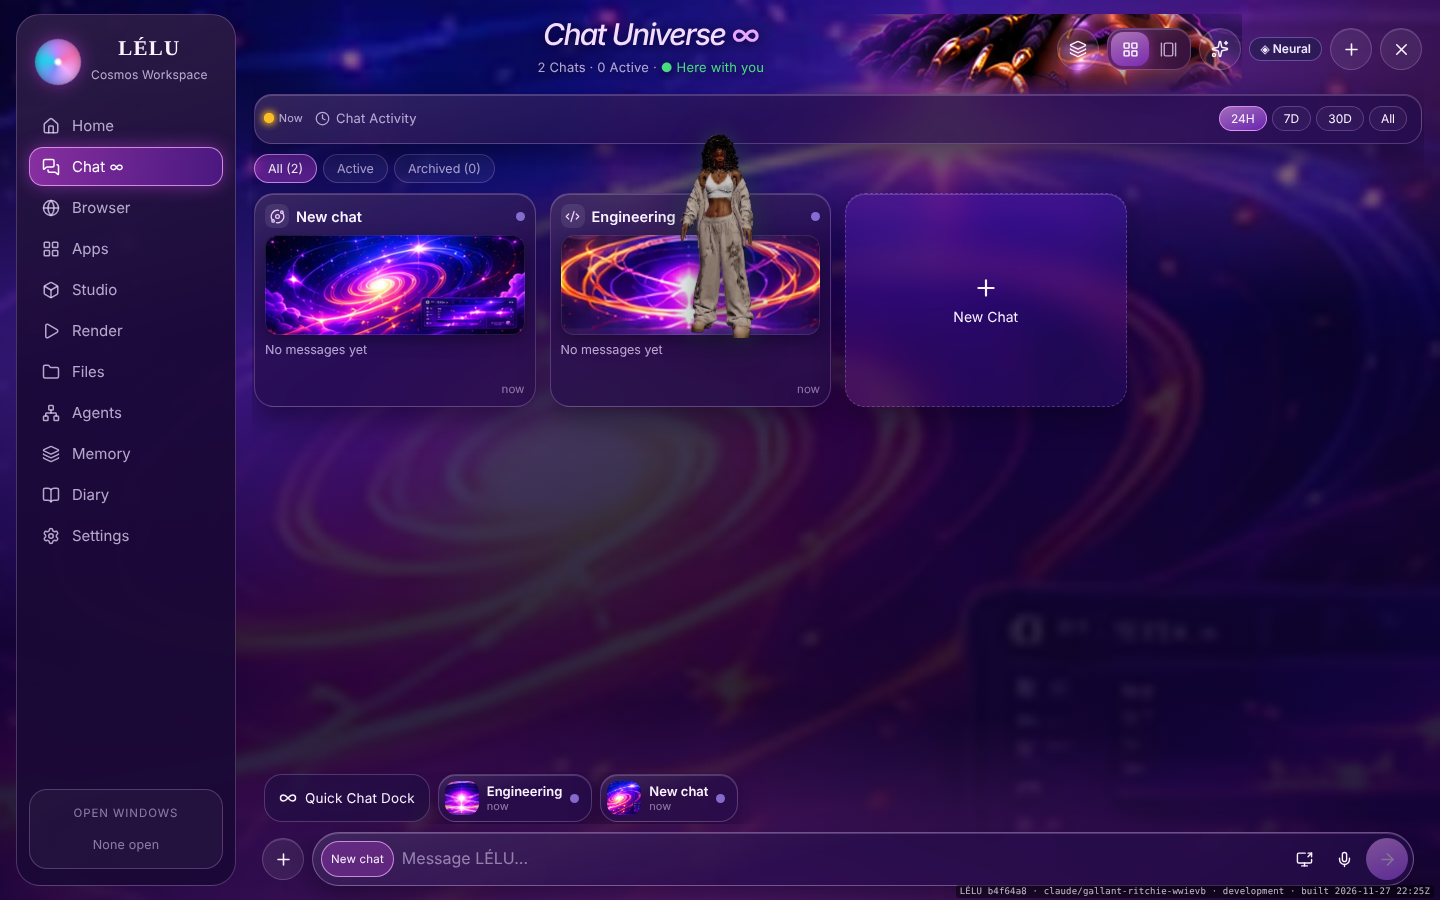 LÉLU
Cosmos Workspace
Home
Chat ∞
Browser
Apps
Studio
Render
Files
Agents
Memory
Diary
Settings
OPEN WINDOWS
None open
Chat Universe ∞
2 Chats · 0 Active · ● Here with you
◈ Neural
Now
Chat Activity
24H
7D
30D
All
All (2)
Active
Archived (0)
New chat
No messages yet
now
Engineering
No messages yet
now
New Chat
∞ Quick Chat Dock
Engineering
now
New chat
now
New chat
Message LÉLU...
LÉLU b4f64a8 · claude/gallant-ritchie-wwievb · development · built 2026-11-27 22:25Z